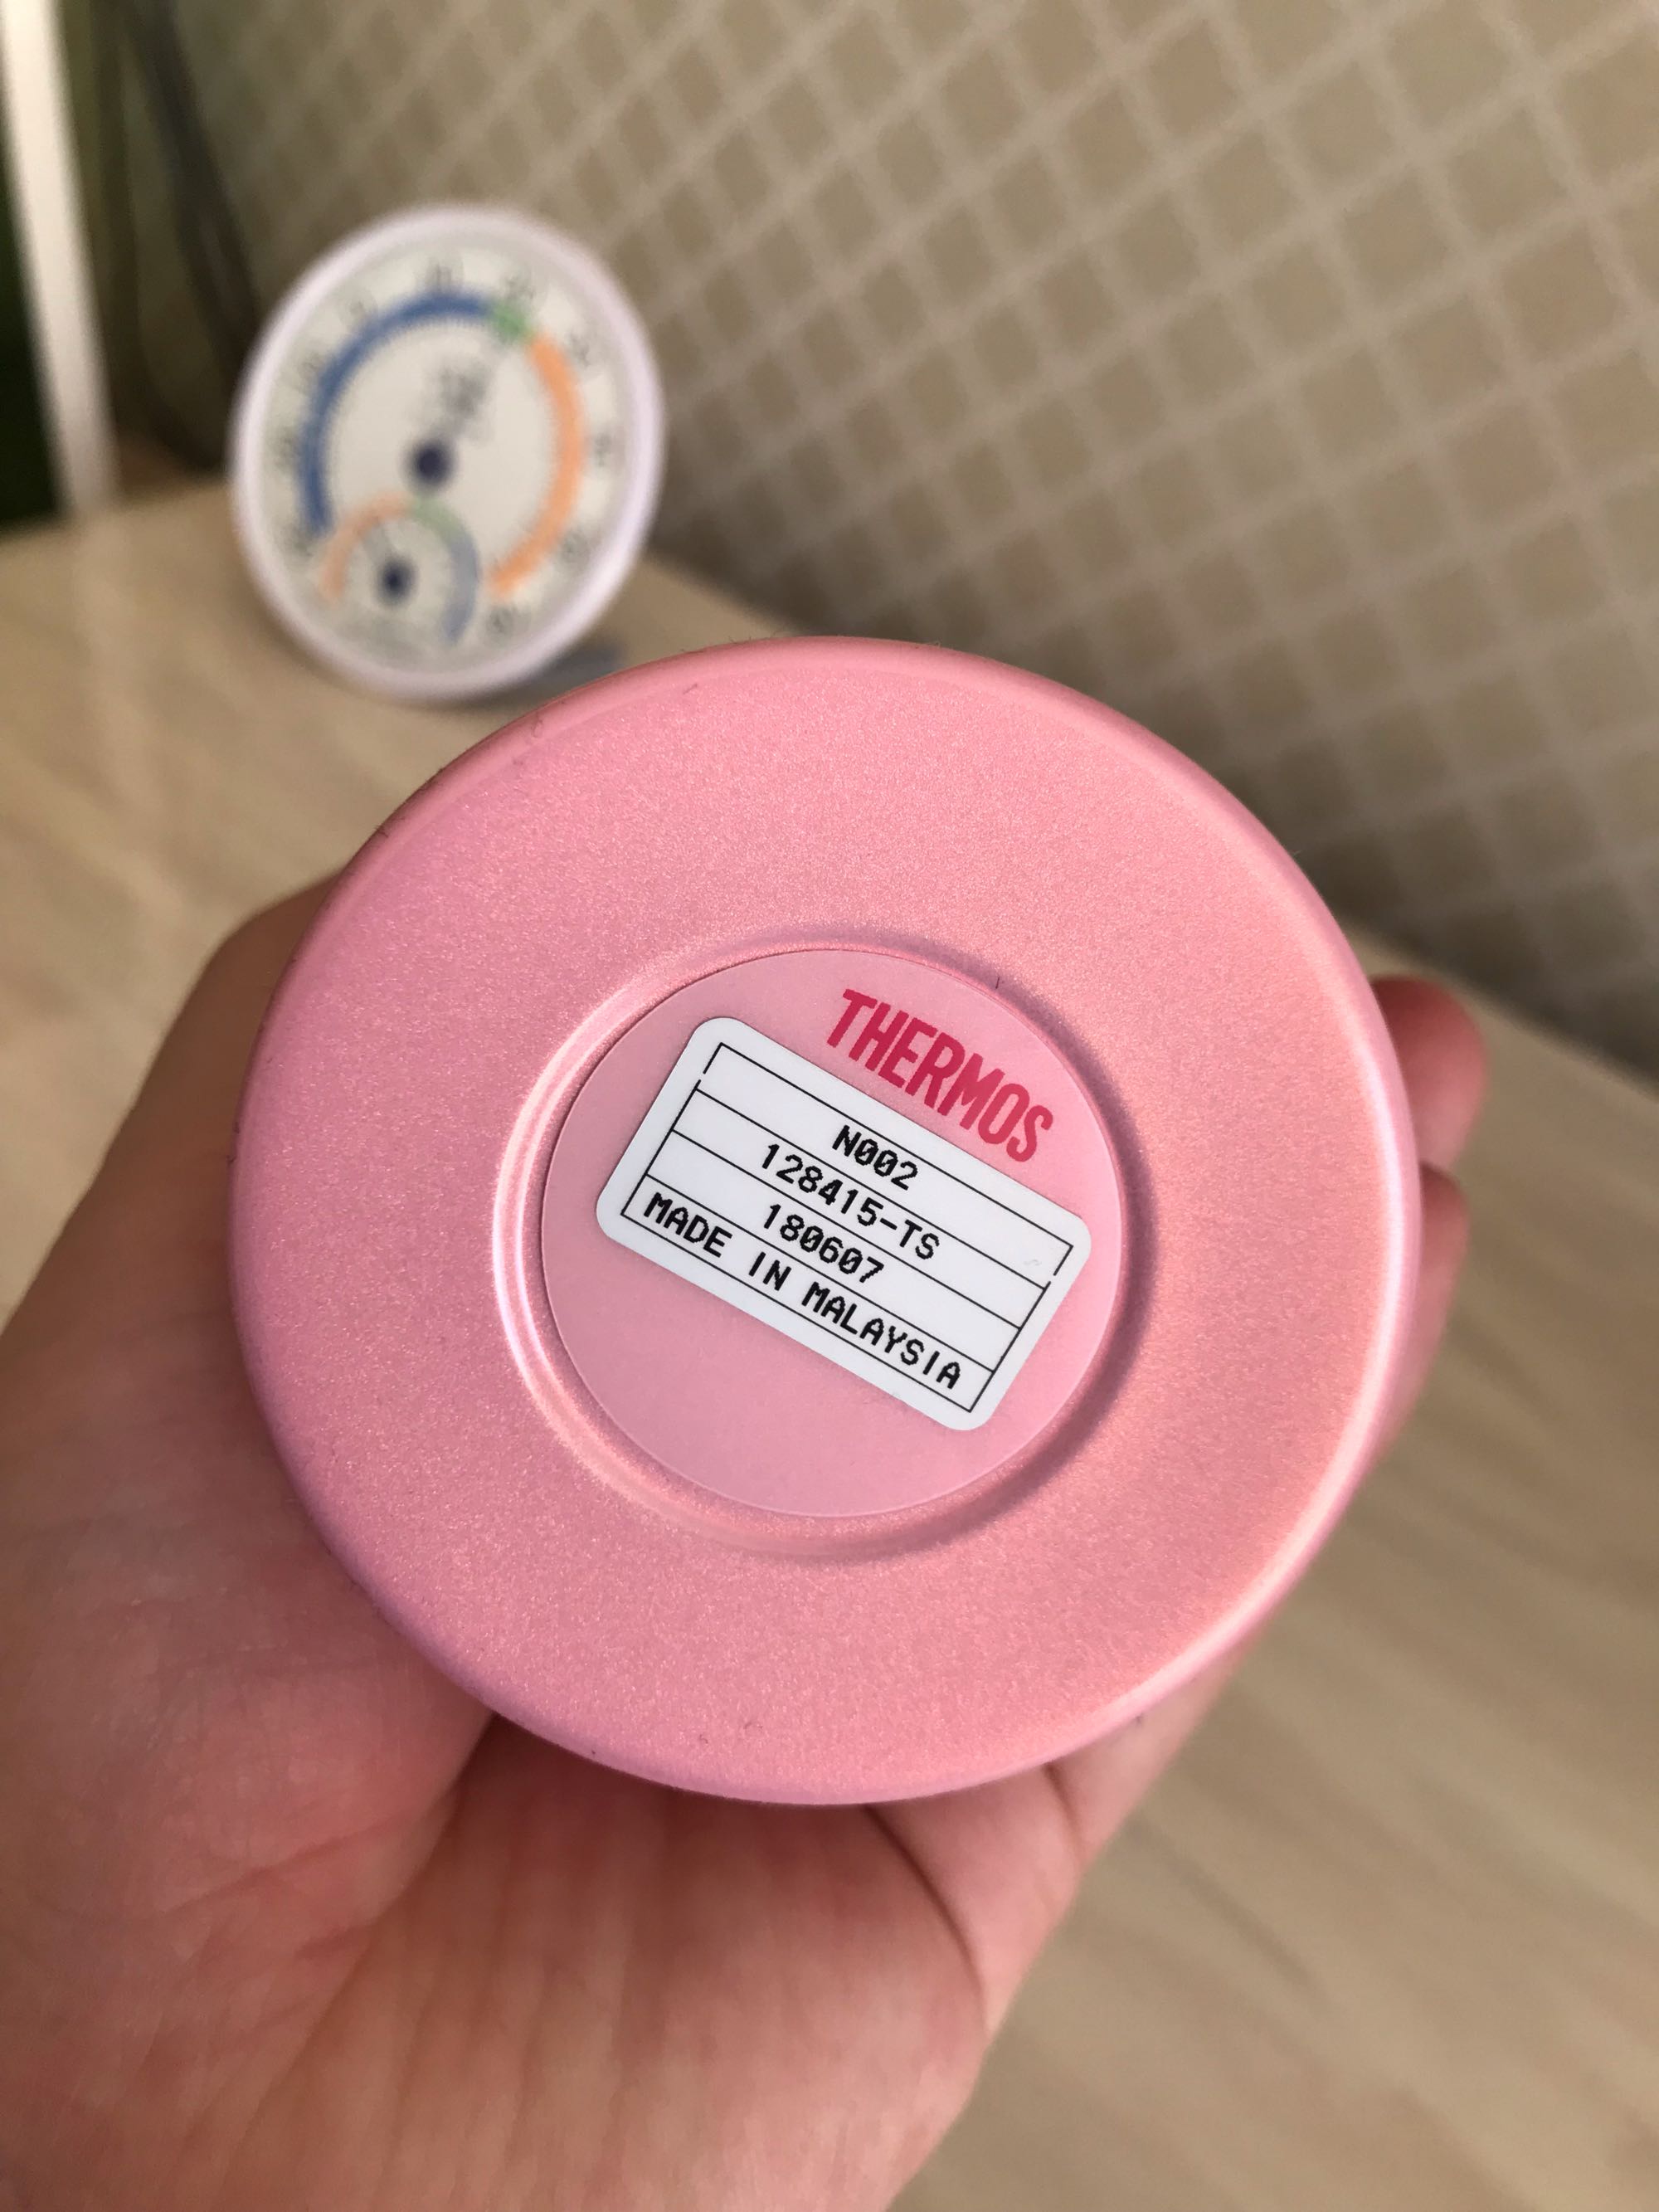 THERMOS
N002
128415-TS
180607
MADE IN MALAYSIA